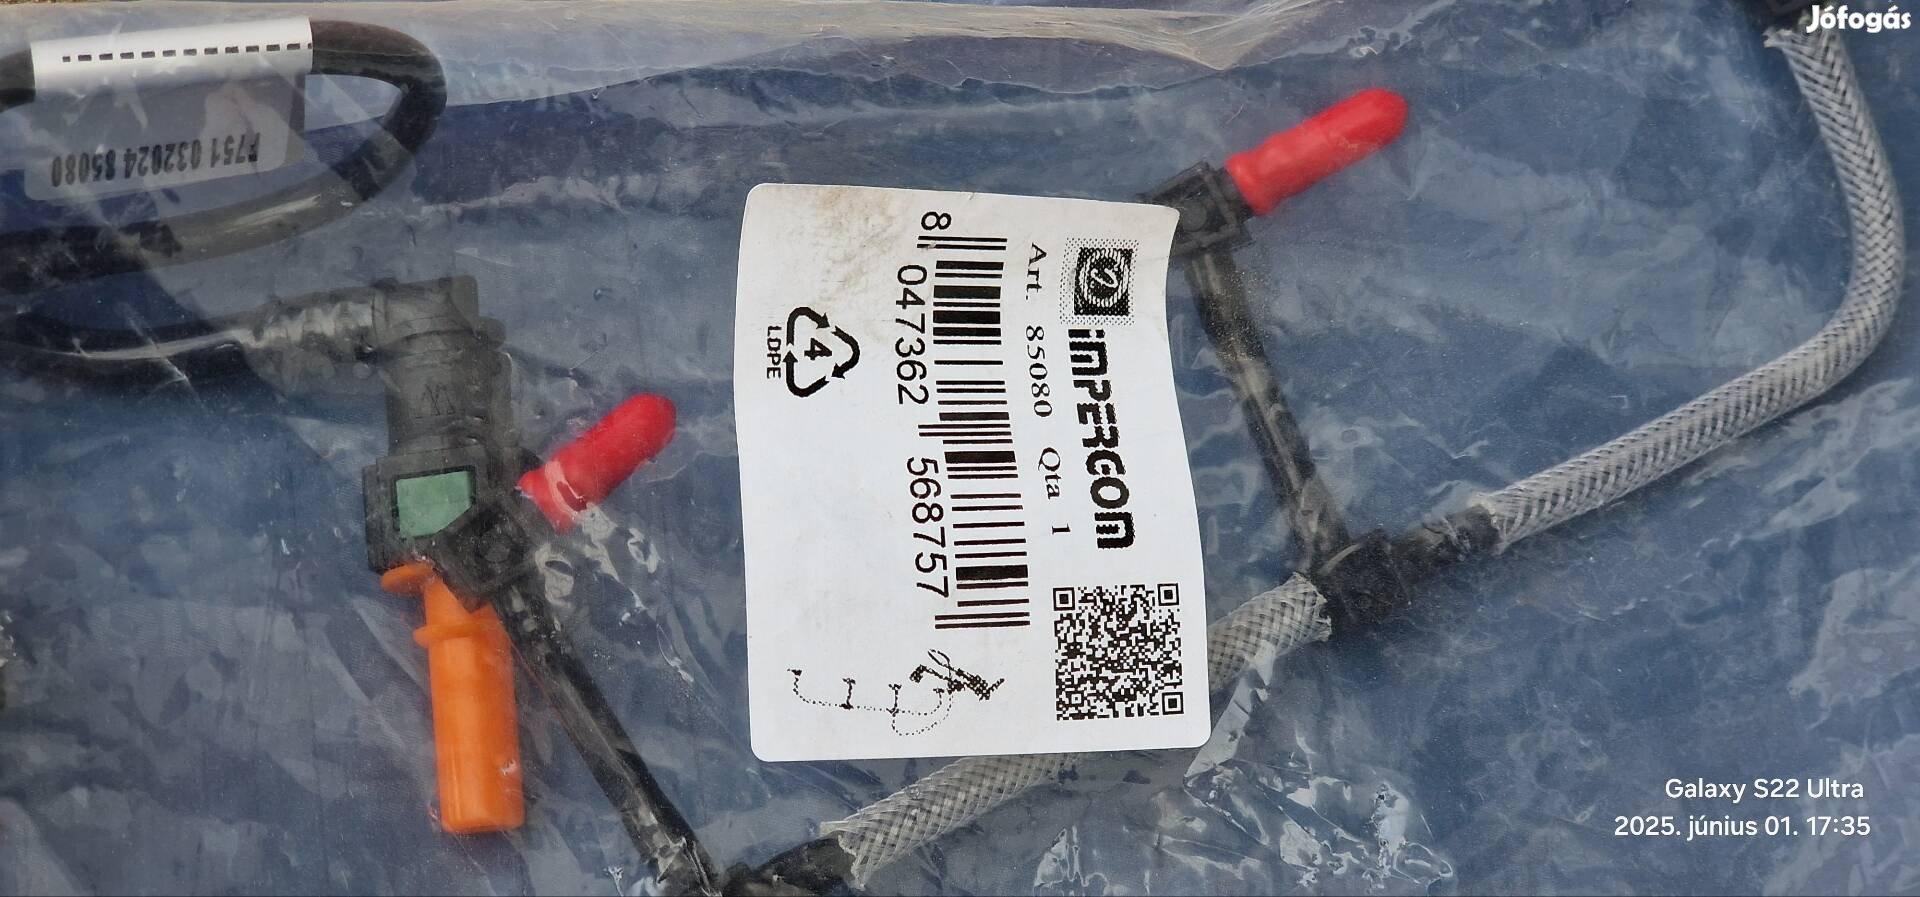 Jófogás
F751 032024 85080
IMPERGOM
Art. 85080 Qta 1
8 047362 568757
4
LDPE
Galaxy S22 Ultra
2025. június 01. 17:35